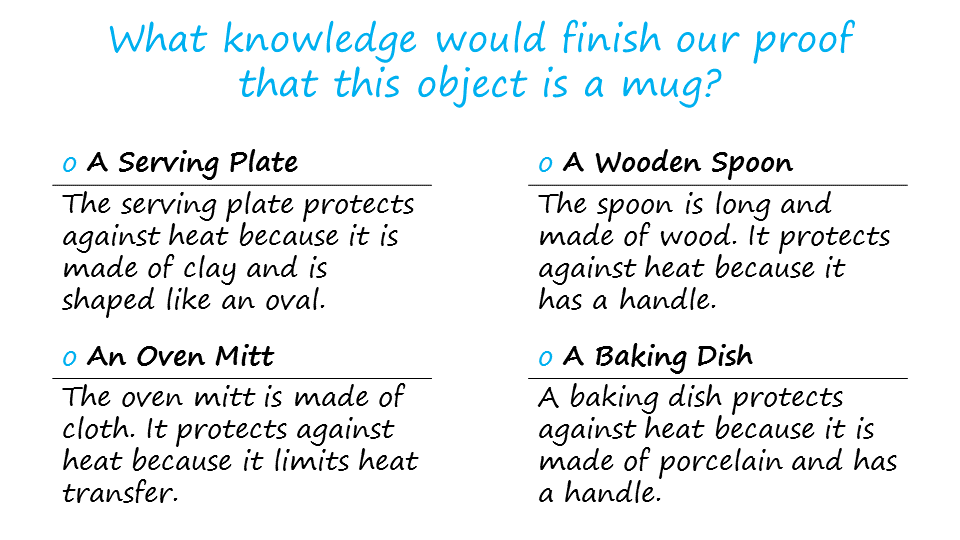 What knowledge would finish our proof
that this object is a mug?
o A Serving Plate
The serving plate protects
against heat because it is
made of clay and is
shaped like an oval.
o An Oven Mitt
The oven mitt is made of
cloth. It protects against
heat because it limits heat
transfer.
o A Wooden Spoon
The spoon is long and
made of wood. It protects
against heat because it
has a handle.
o A Baking Dish
A baking dish protects
against heat because it is
made of porcelain and has
a handle.